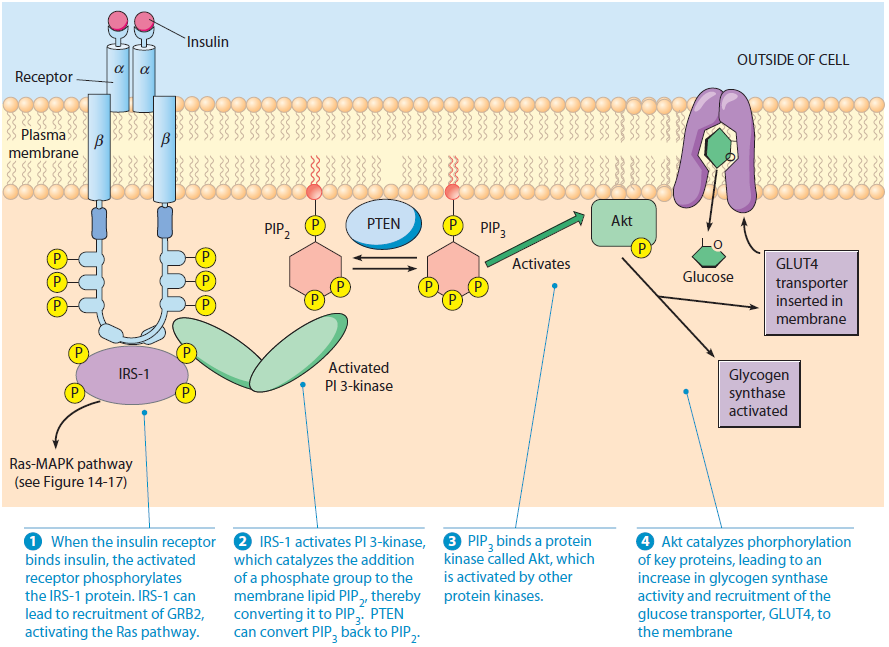 Insulin
OUTSIDE OF CELL
Receptor
α α
Plasma
membrane
β β
PIP2
P
PTEN
P
PIP3
Akt
P
Activates
O
Glucose
GLUT4
transporter
inserted in
membrane
P P
P P
P P
P P
P P P
P P
IRS-1
P P
Activated
PI 3-kinase
Glycogen
synthase
activated
Ras-MAPK pathway
(see Figure 14-17)
1 When the insulin receptor
binds insulin, the activated
receptor phosphorylates
the IRS-1 protein. IRS-1 can
lead to recruitment of GRB2,
activating the Ras pathway.
2 IRS-1 activates PI 3-kinase,
which catalyzes the addition
of a phosphate group to the
membrane lipid PIP2, thereby
converting it to PIP3. PTEN
can convert PIP3 back to PIP2.
3 PIP3 binds a protein
kinase called Akt, which
is activated by other
protein kinases.
4 Akt catalyzes phorphorylation
of key proteins, leading to an
increase in glycogen synthase
activity and recruitment of the
glucose transporter, GLUT4, to
the membrane